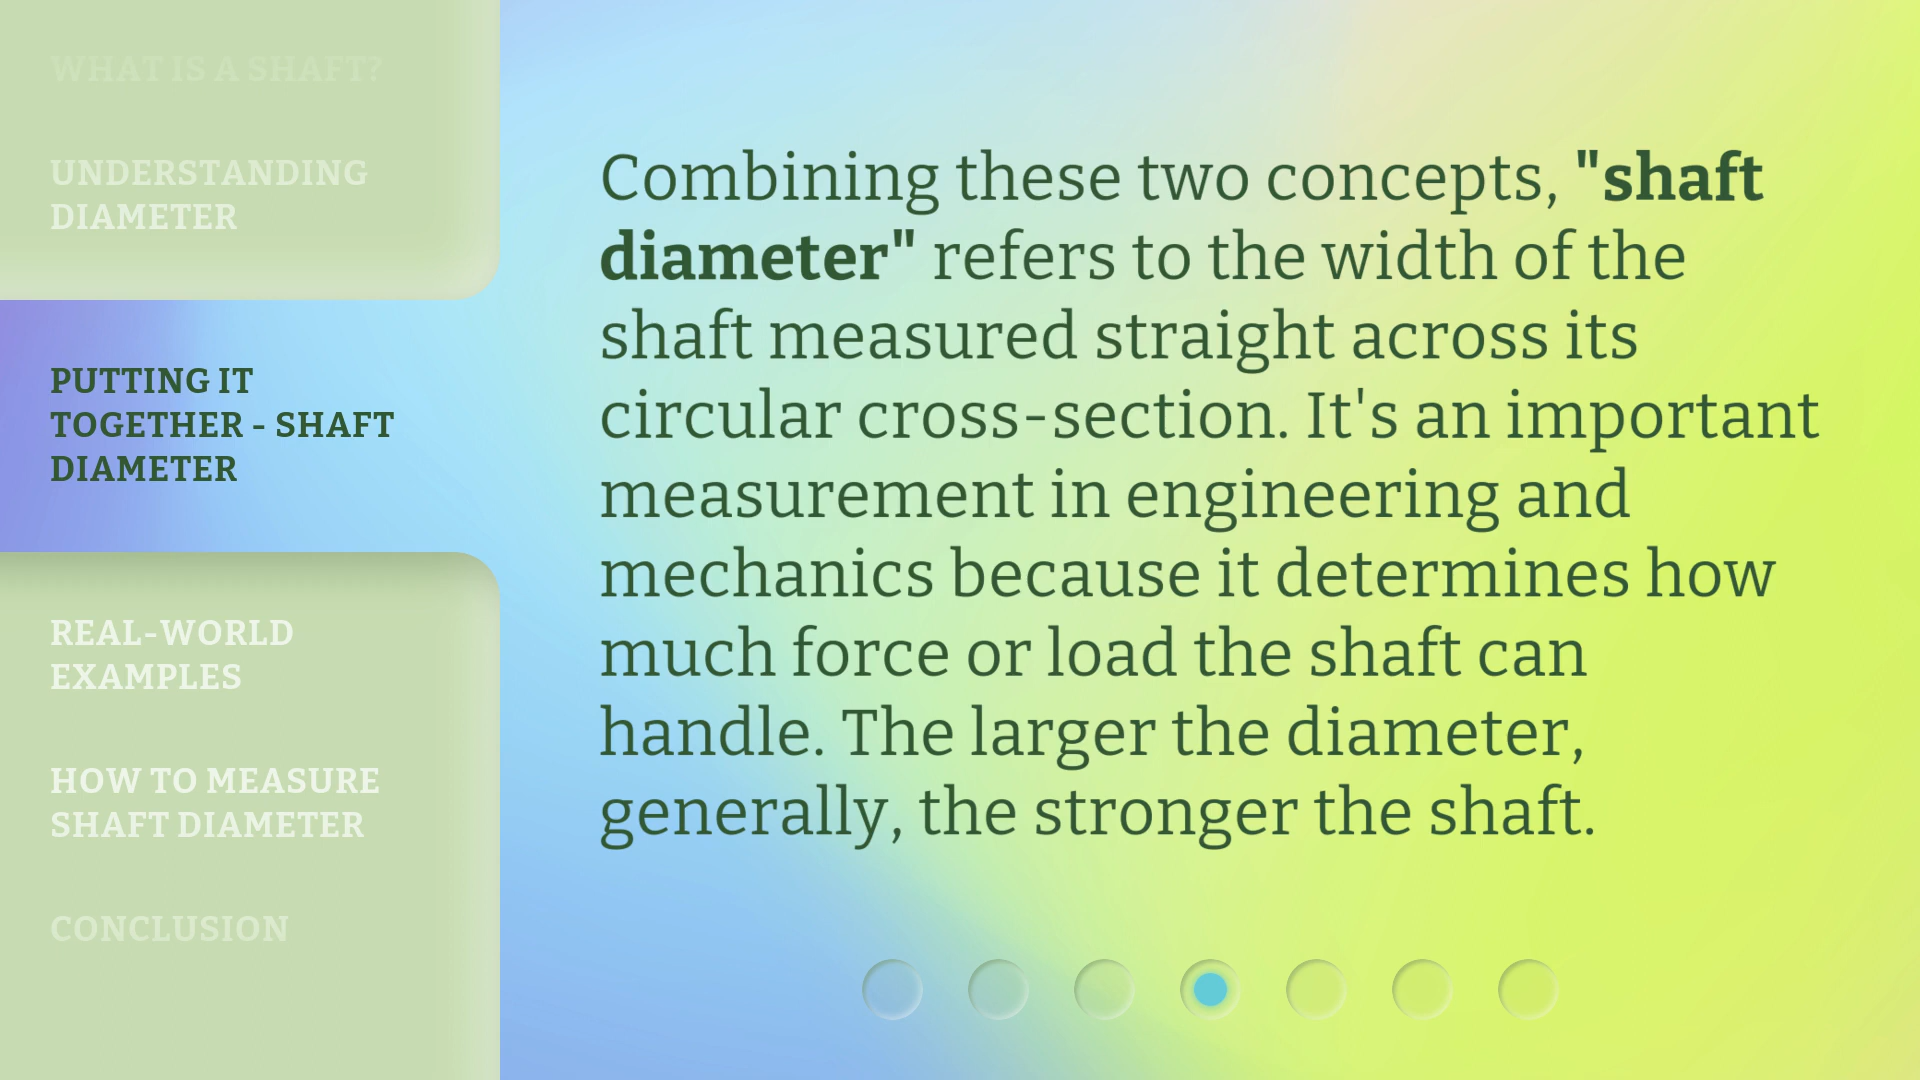 WHAT IS A SHAFT?
UNDERSTANDING
DIAMETER
PUTTING IT
TOGETHER - SHAFT
DIAMETER
REAL-WORLD
EXAMPLES
HOW TO MEASURE
SHAFT DIAMETER
CONCLUSION
Combining these two concepts, "shaft
diameter" refers to the width of the
shaft measured straight across its
circular cross-section. It's an important
measurement in engineering and
mechanics because it determines how
much force or load the shaft can
handle. The larger the diameter,
generally, the stronger the shaft.